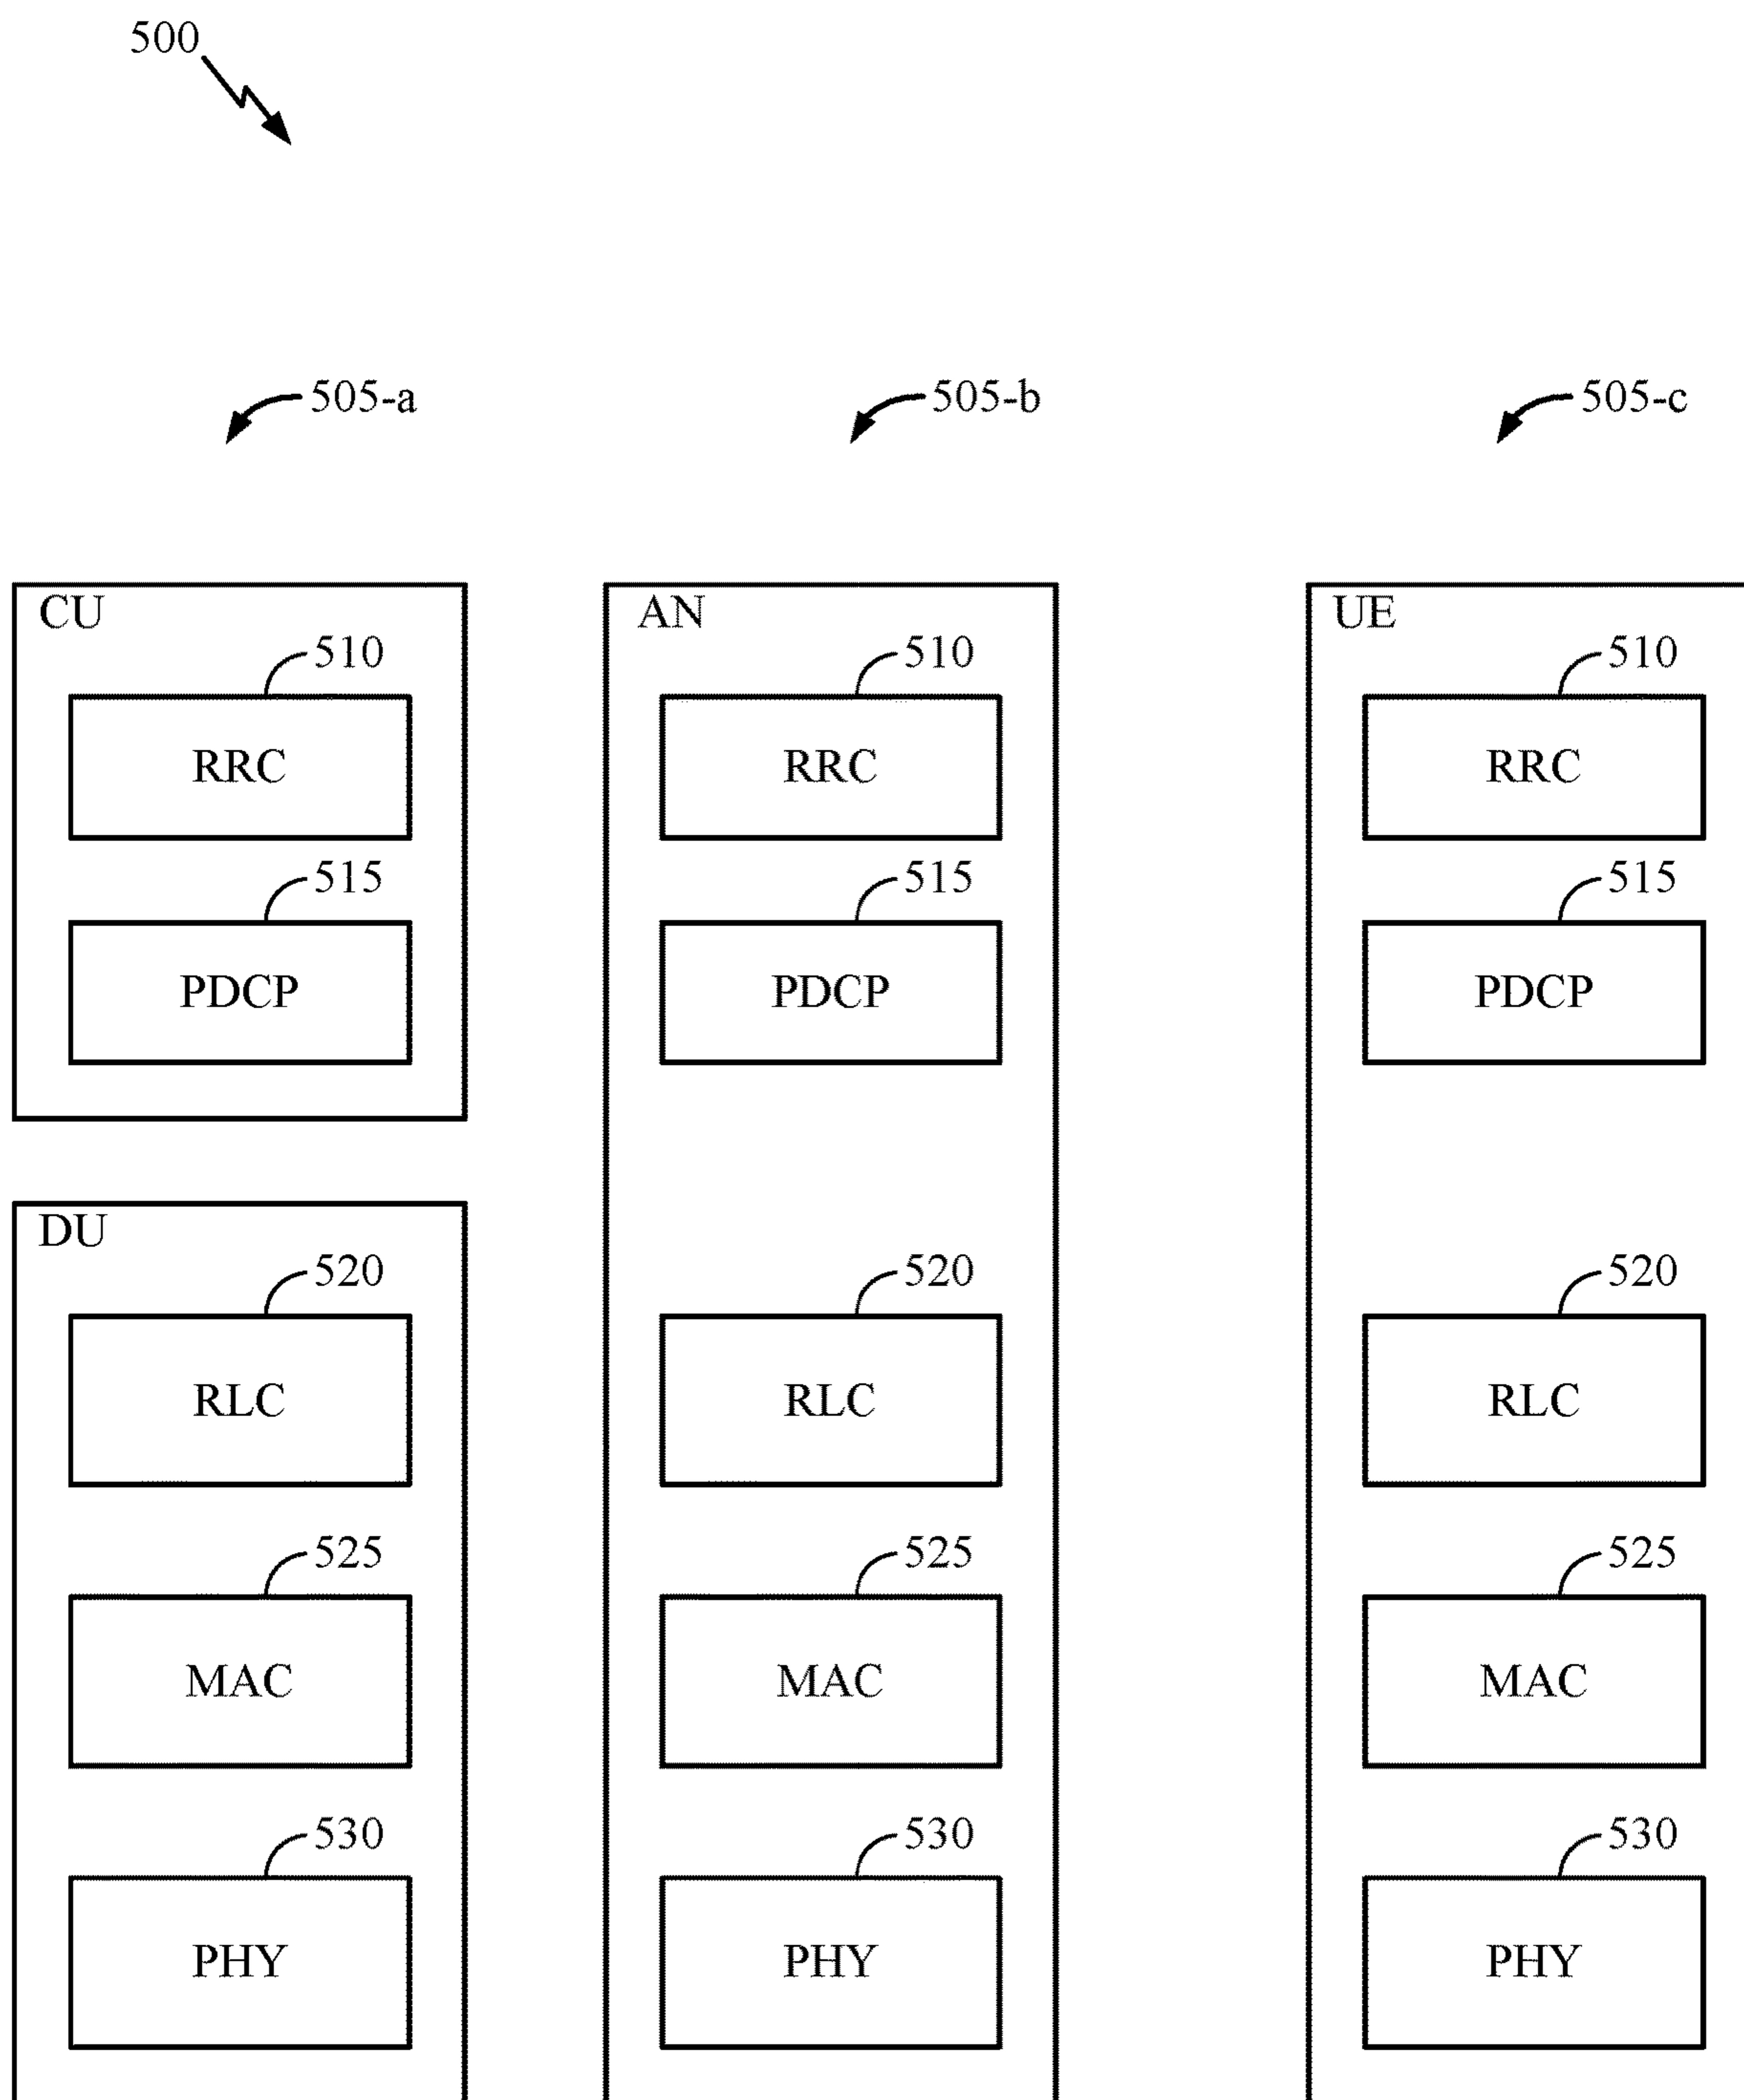 500
505-a 505-b 505-c
CU AN UE
510 510 510
RRC RRC RRC
515 515 515
PDCP PDCP PDCP
DU
520 520 520
RLC RLC RLC
525 525 525
MAC MAC MAC
530 530 530
PHY PHY PHY